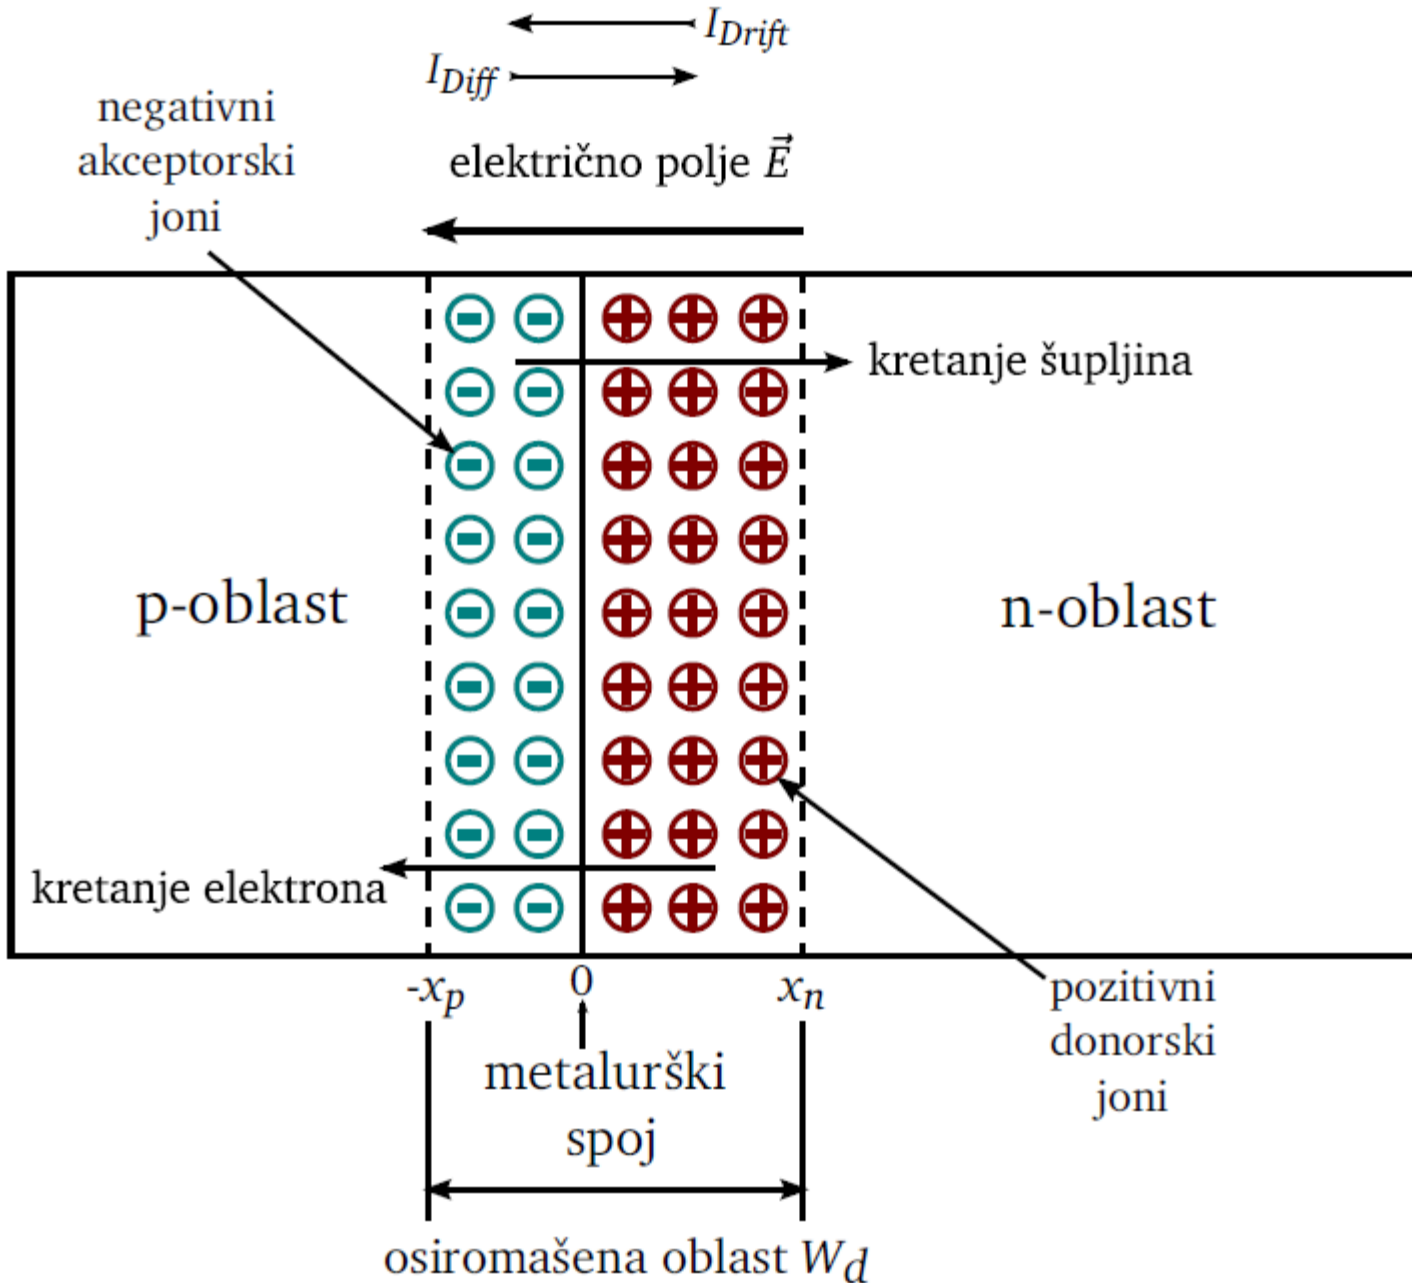 I_Drift
I_Diff
negativni
akceptorski
joni
električno polje E⃗
kretanje šupljina
p-oblast
n-oblast
kretanje elektrona
-x_p
0
x_n
metalurški
spoj
pozitivni
donorski
joni
osiromašena oblast W_d